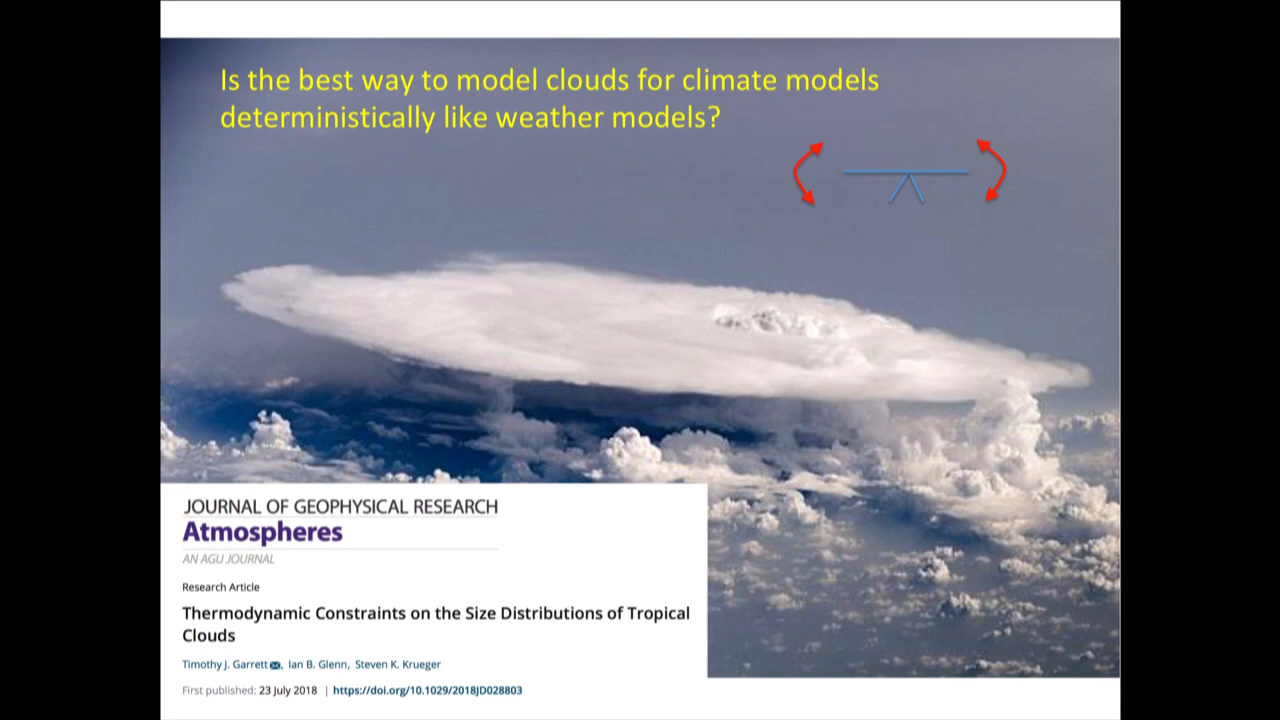 Is the best way to model clouds for climate models
deterministically like weather models?
JOURNAL OF GEOPHYSICAL RESEARCH
Atmospheres
AN AGU JOURNAL
Research Article
Thermodynamic Constraints on the Size Distributions of Tropical
Clouds
Timothy J. Garrett, Ian B. Glenn, Steven K. Krueger
First published: 23 July 2018 | https://doi.org/10.1029/2018JD028803